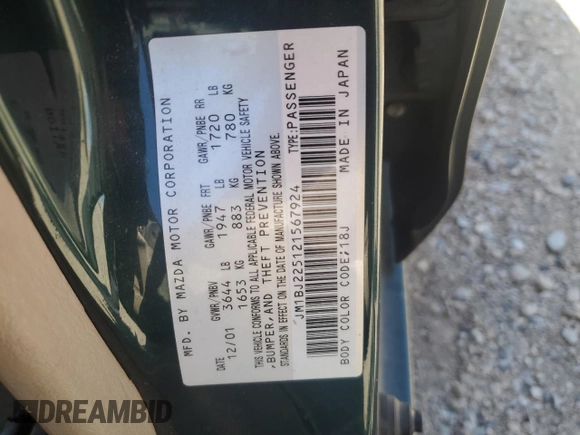 MFD. BY MAZDA MOTOR CORPORATION
DATE GVWR/PNBV GAWR/PNBE FRT GAWR/PNBE RR
12/01 3644 LB 1947 LB 1720 LB
1653 KG 883 KG 780 KG
THIS VEHICLE CONFORMS TO ALL APPLICABLE FEDERAL MOTOR VEHICLE SAFETY
,BUMPER,AND THEFT PREVENTION
STANDARDS IN EFFECT ON THE DATE OF MANUFACTURE SHOWN ABOVE.
JM1BJ225121567924 TYPE:PASSENGER
BODY COLOR CODE;18J MADE IN JAPAN
DREAMBID